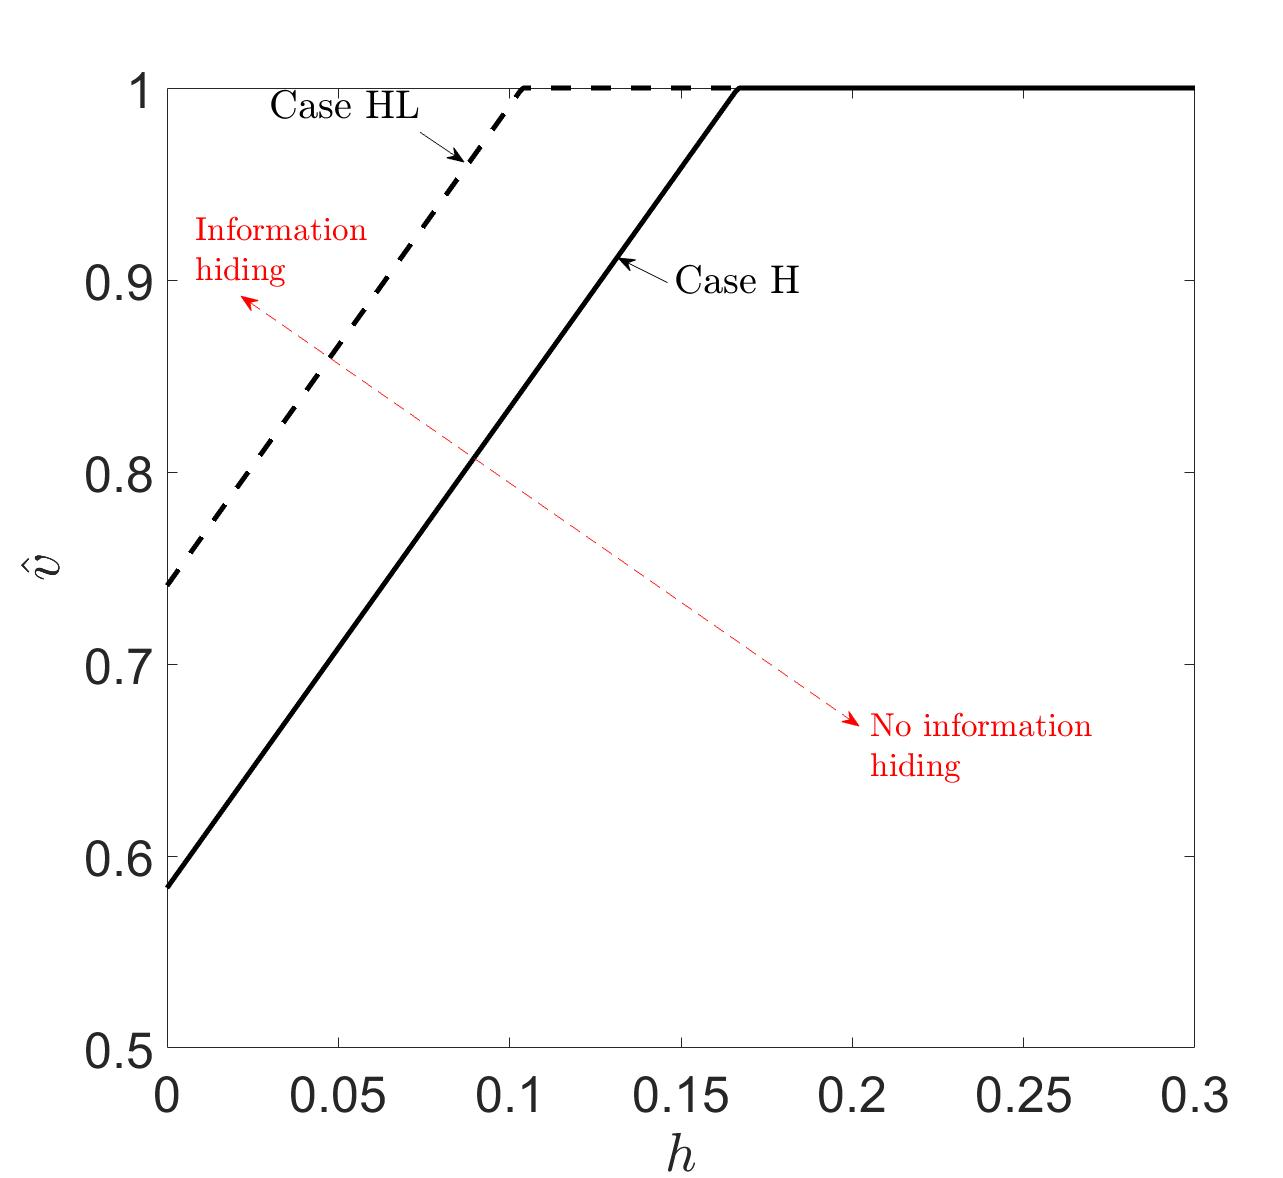 1
Case HL
Information
hiding
0.9
Case H
0.8
v̂
0.7
No information
hiding
0.6
0.5
0 0.05 0.1 0.15 0.2 0.25 0.3
h